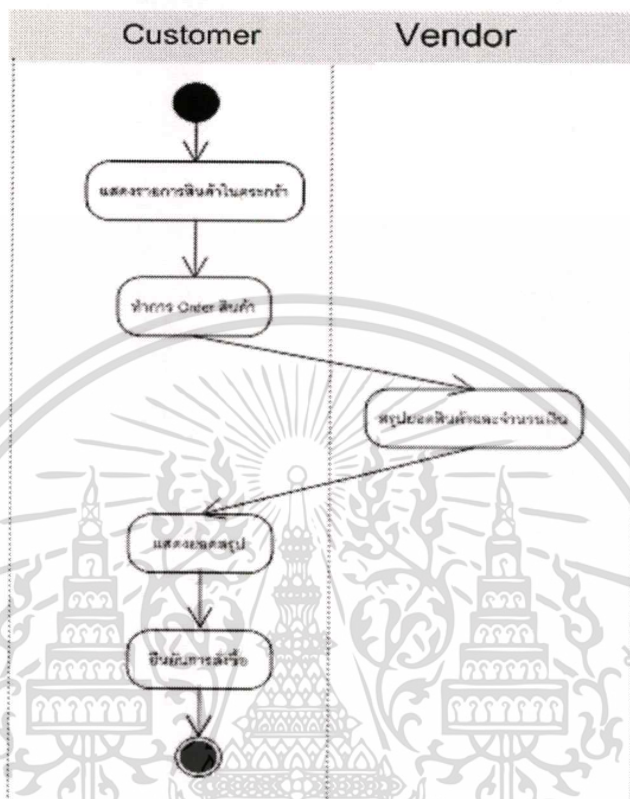 Customer
Vendor
แสดงรายการสินค้าในตระกร้า
ทำการ Order สินค้า
สรุปยอดสินค้าและจำนวนเงิน
แสดงยอดสรุป
ยืนยันการสั่งซื้อ